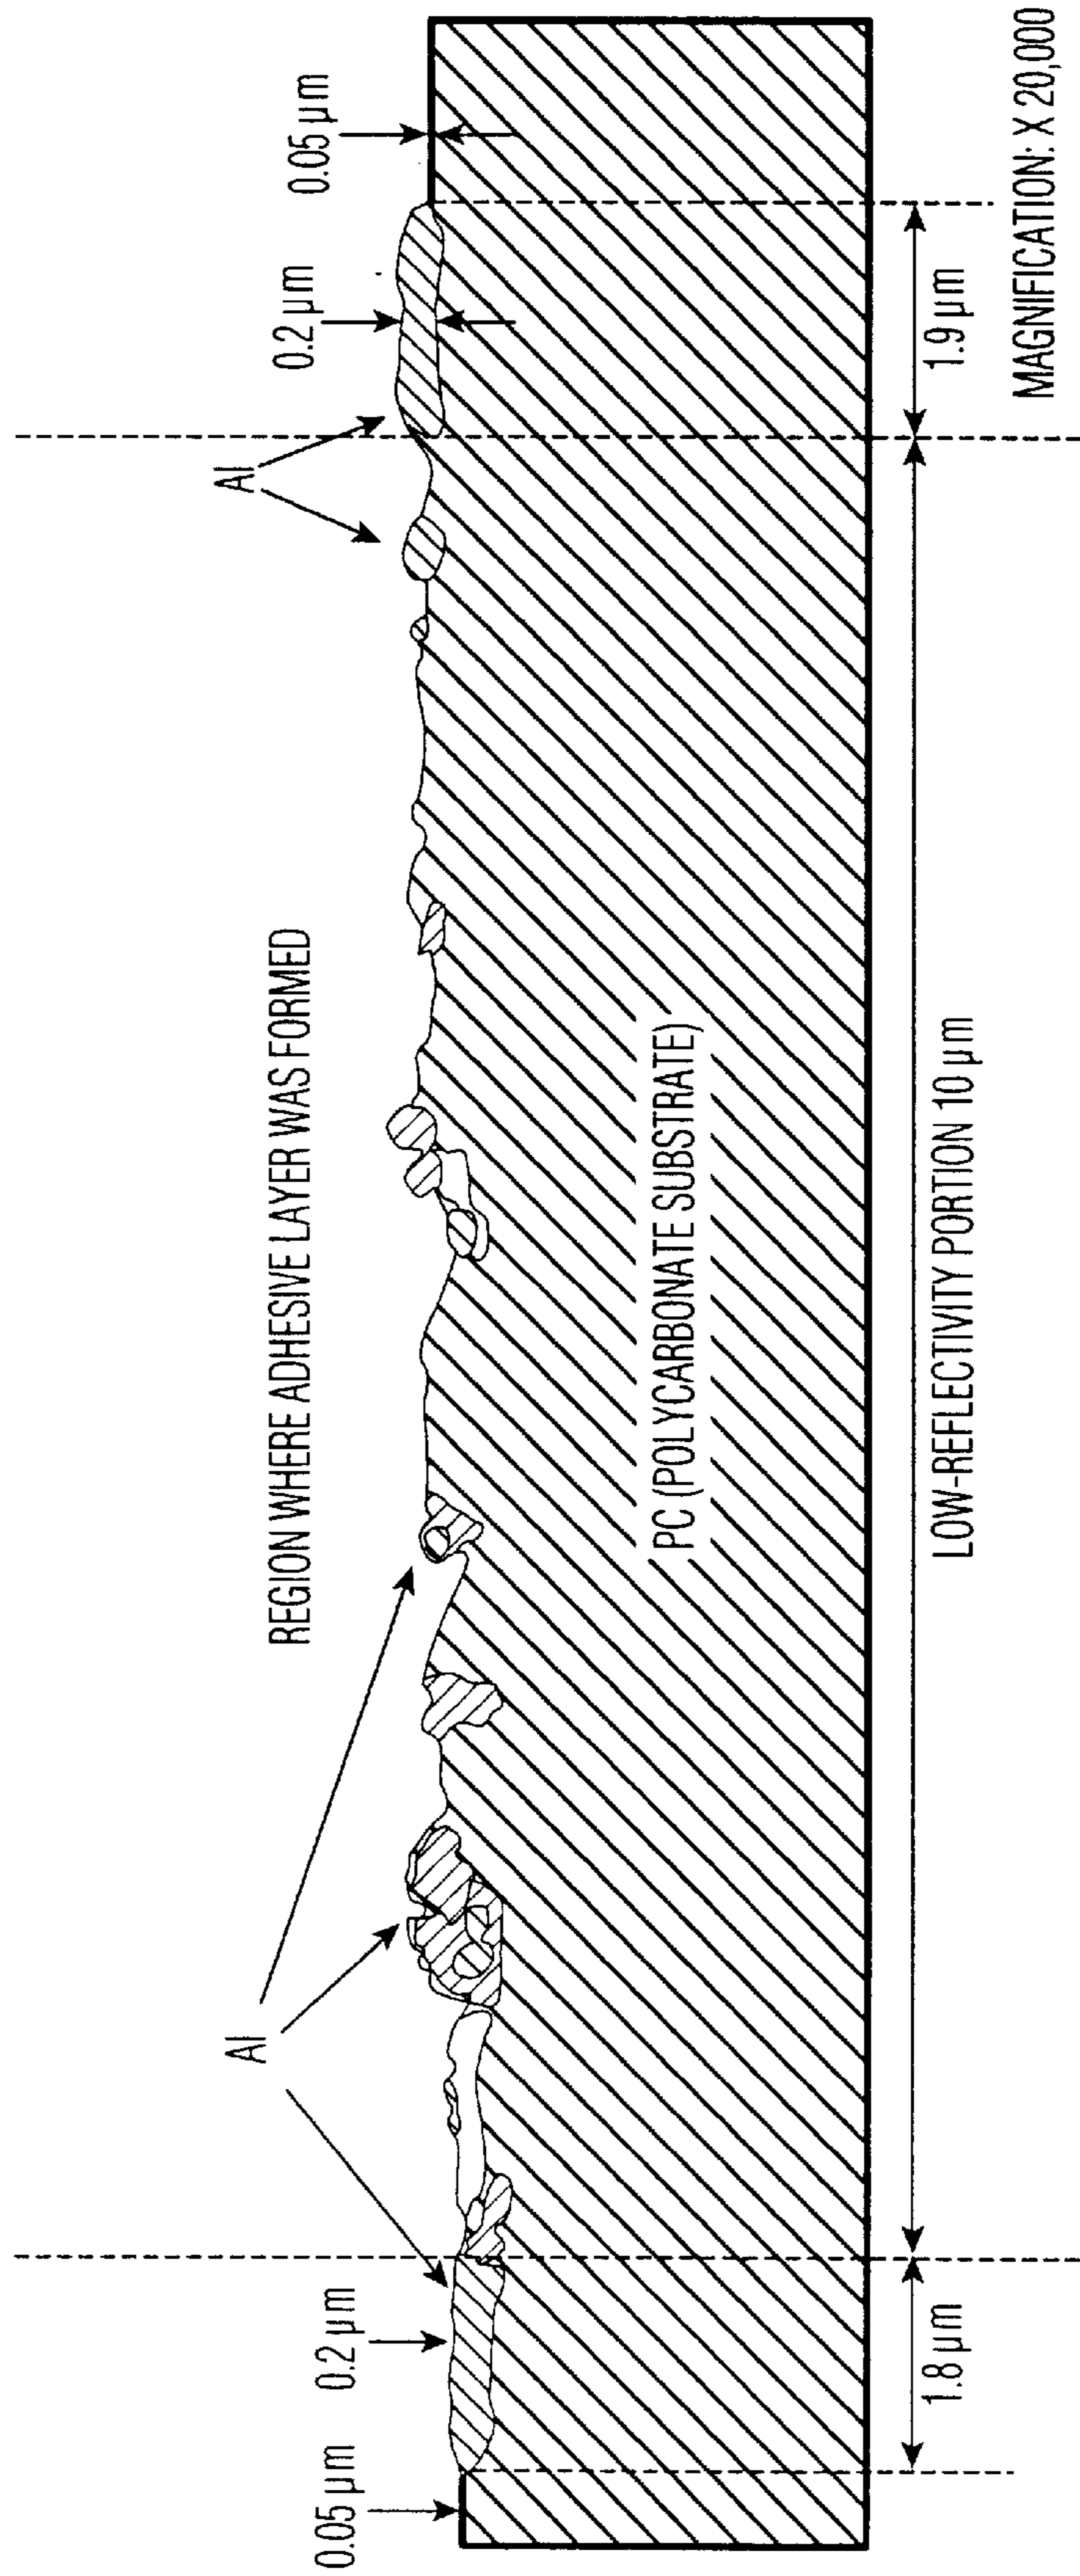 Al
Al
REGION WHERE ADHESIVE LAYER WAS FORMED
0.05 µm
0.2 µm
0.2 µm
0.05 µm
PC (POLYCARBONATE SUBSTRATE)
1.8 µm
LOW-REFLECTIVITY PORTION 10 µm
1.9 µm
MAGNIFICATION: X 20,000